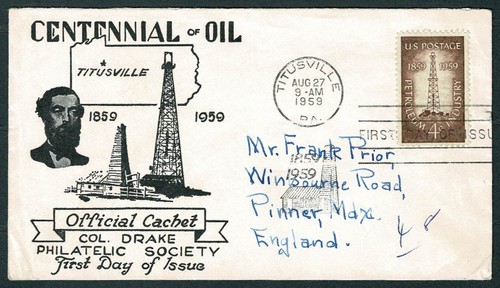 CENTENNIAL OF OIL
TITUSVILLE
1859 1959
Official Cachet
COL. DRAKE
PHILATELIC SOCIETY
First Day of Issue
TITUSVILLE
AUG 27
9-AM
1959
PA.
U.S. POSTAGE
1859 1959
PETROLEUM INDUSTRY
4¢
FIRST DAY OF ISSUE
1859
1959
Mr. Frank Prior,
Winbourne Road,
Pinner, Mdx.
England.